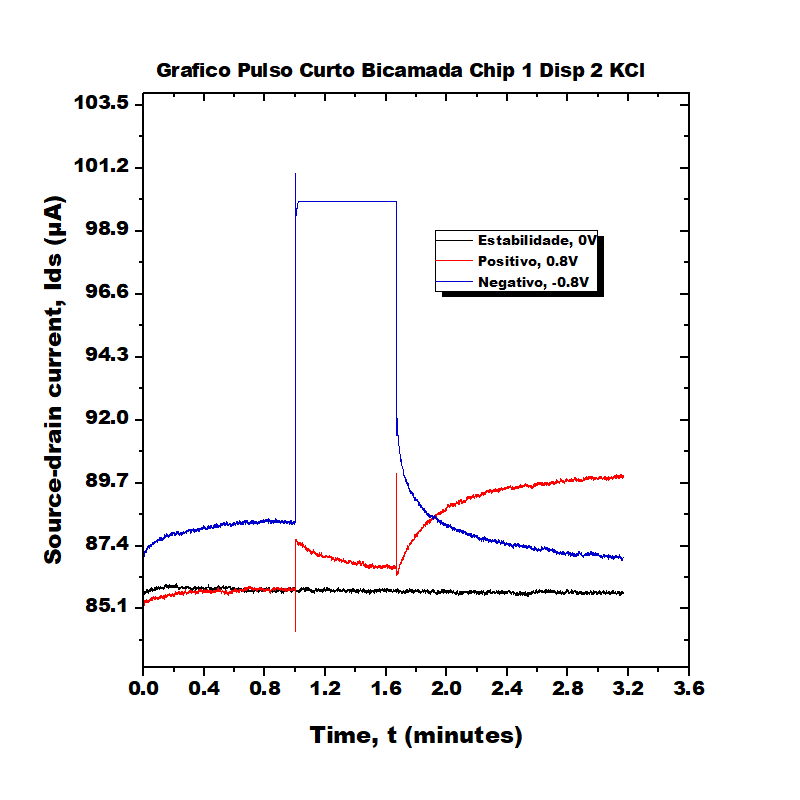 Grafico Pulso Curto Bicamada Chip 1 Disp 2 KCl
103.5
101.2
98.9
96.6
94.3
92.0
89.7
87.4
85.1
Source-drain current, Ids (µA)
Estabilidade, 0V
Positivo, 0.8V
Negativo, -0.8V
0.0 0.4 0.8 1.2 1.6 2.0 2.4 2.8 3.2 3.6
Time, t (minutes)